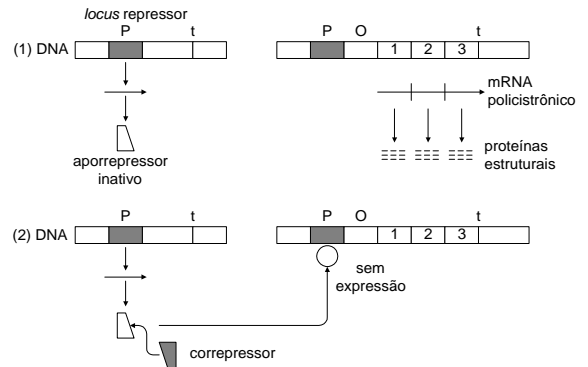 locus repressor
P t P O t
(1) DNA 1 2 3
mRNA
policistrônico
aporrepressor
inativo
proteínas
estruturais
P t P O t
(2) DNA 1 2 3
sem
expressão
correpressor